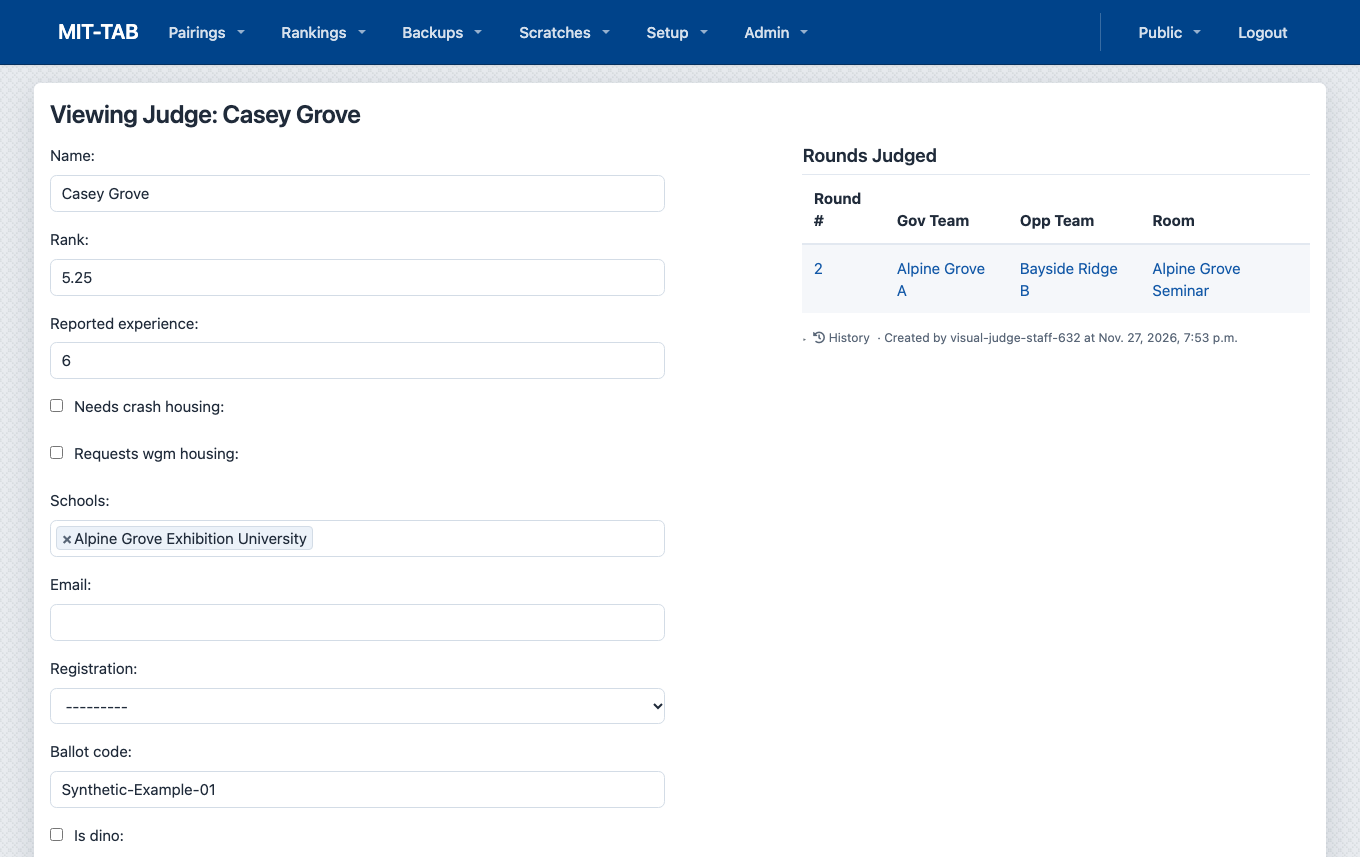 MIT-TAB Pairings Rankings Backups Scratches Setup Admin Public Logout
Viewing Judge: Casey Grove
Name:
Casey Grove
Rank:
5.25
Reported experience:
6
Needs crash housing:
Requests wgm housing:
Schools:
×Alpine Grove Exhibition University
Email:
Registration:
---------
Ballot code:
Synthetic-Example-01
Is dino:
Rounds Judged
Round
# Gov Team Opp Team Room
2 Alpine Grove Bayside Ridge Alpine Grove
A B Seminar
History · Created by visual-judge-staff-632 at Nov. 27, 2026, 7:53 p.m.